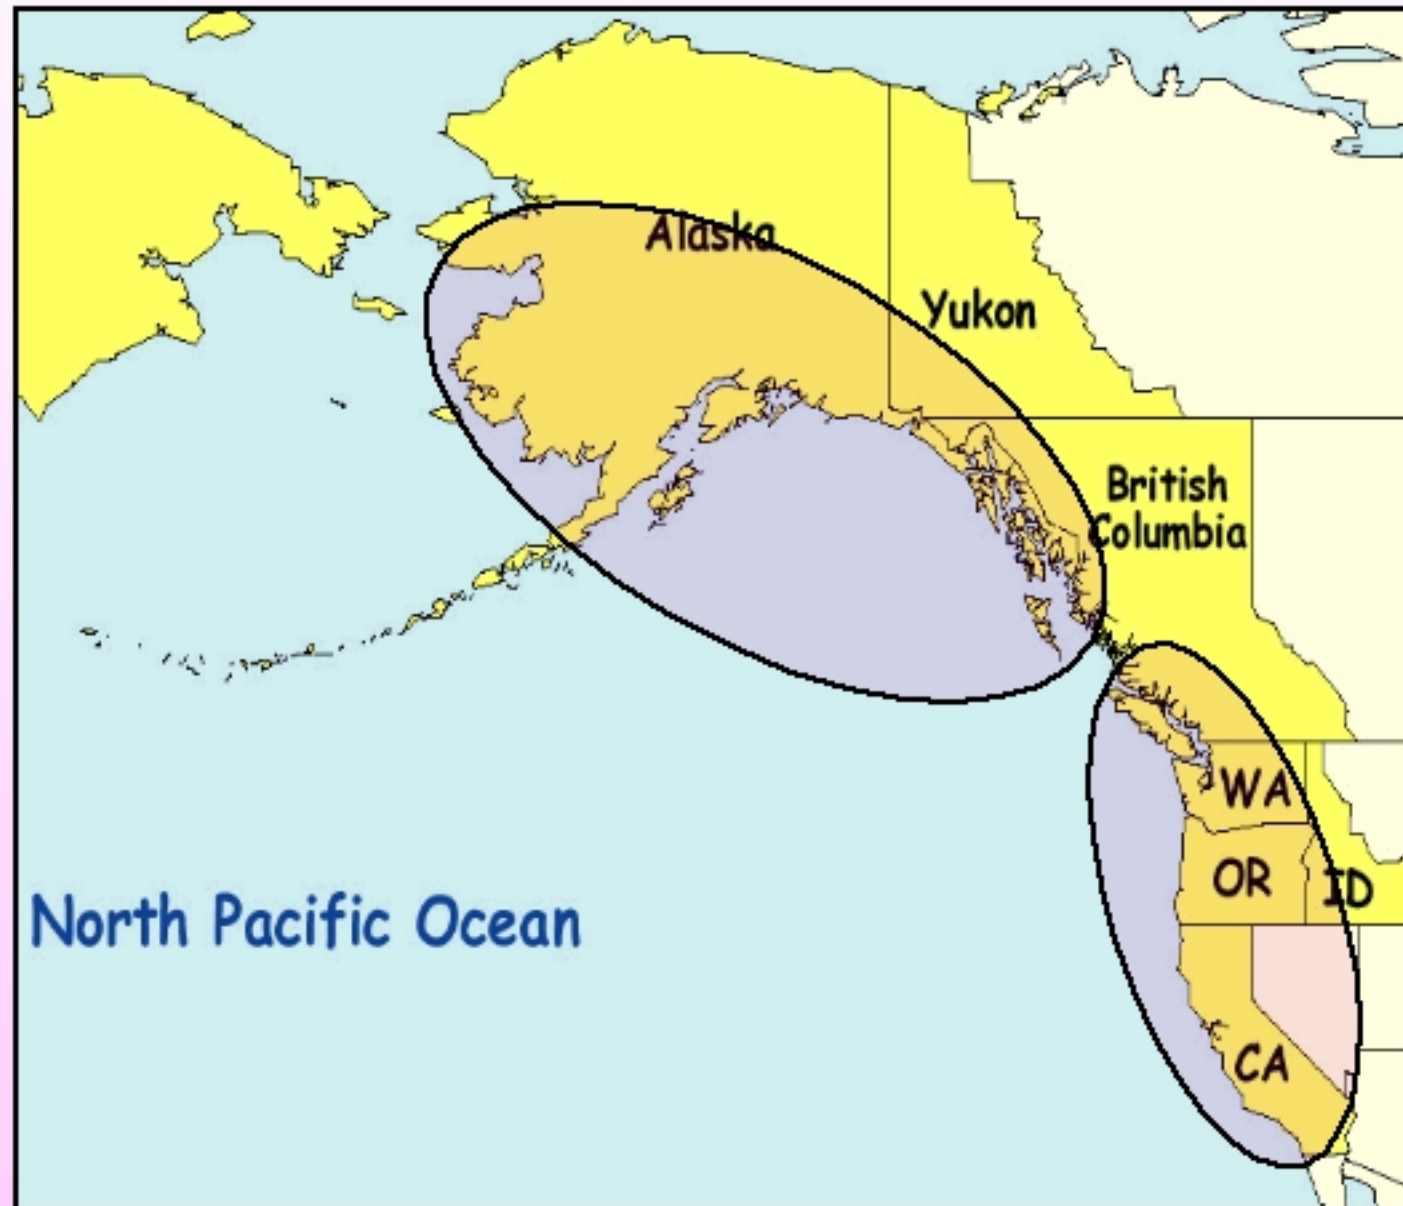 Alaska
Yukon
British
Columbia
WA
OR
ID
North Pacific Ocean
CA